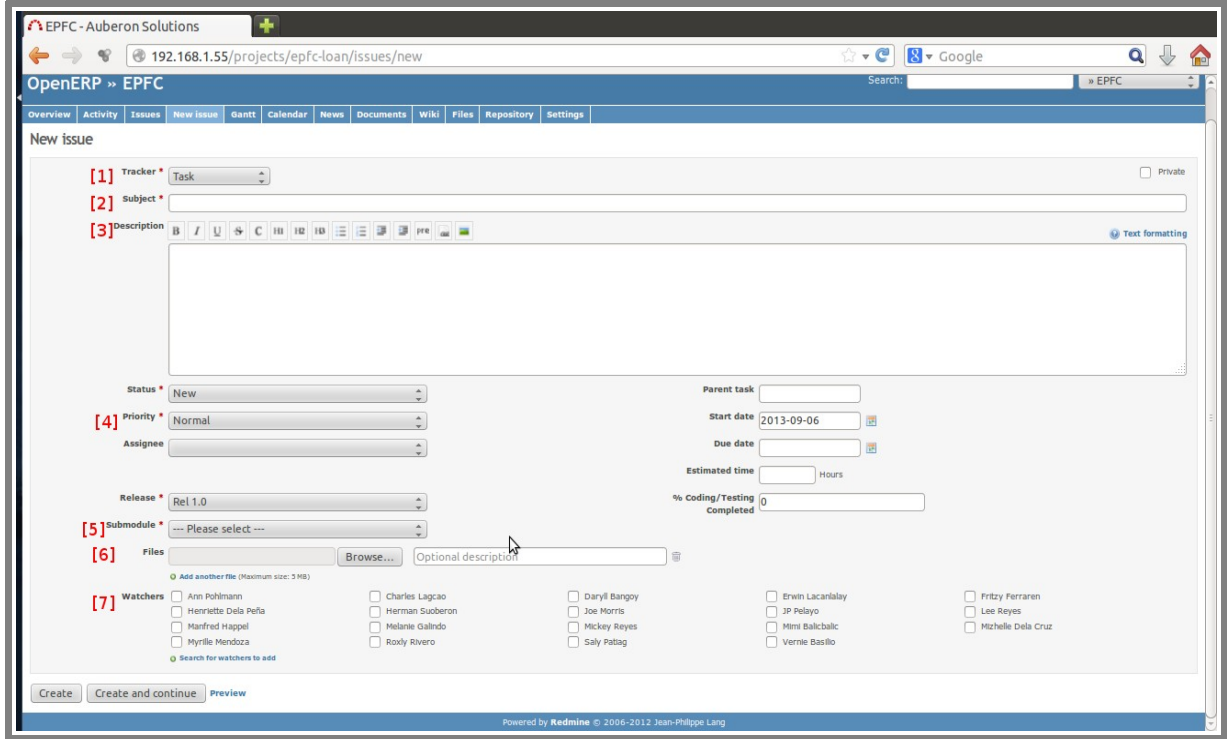 EPFC - Auberon Solutions
192.168.1.55/projects/epfc-loan/issues/new
Google
OpenERP » EPFC
Search:
» EPFC
Overview Activity Issues New issue Gantt Calendar News Documents Wiki Files Repository Settings
New issue
[1] Tracker * Task
Private
[2] Subject *
[3] Description B I U S C H1 H2 H3 pre
Text formatting
Status * New
Parent task
[4] Priority * Normal
Start date 2013-09-06
Assignee
Due date
Estimated time Hours
Release * Rel 1.0
% Coding/Testing Completed 0
[5] Submodule * --- Please select ---
[6] Files Browse... Optional description
Add another file (Maximum size: 5 MB)
[7] Watchers Ann Pohlmann Charles Lagcao Daryll Bangoy Erwin Lacanlalay Fritzy Ferraren
Henriette Dela Peña Herman Suoberon Joe Morris JP Pelayo Lee Reyes
Manfred Happel Melanie Galindo Mickey Reyes Mimi Balicbalic Mizhelle Dela Cruz
Myrille Mendoza Roxly Rivero Saly Patiag Vernie Basilio
Search for watchers to add
Create Create and continue Preview
Powered by Redmine © 2006-2012 Jean-Philippe Lang